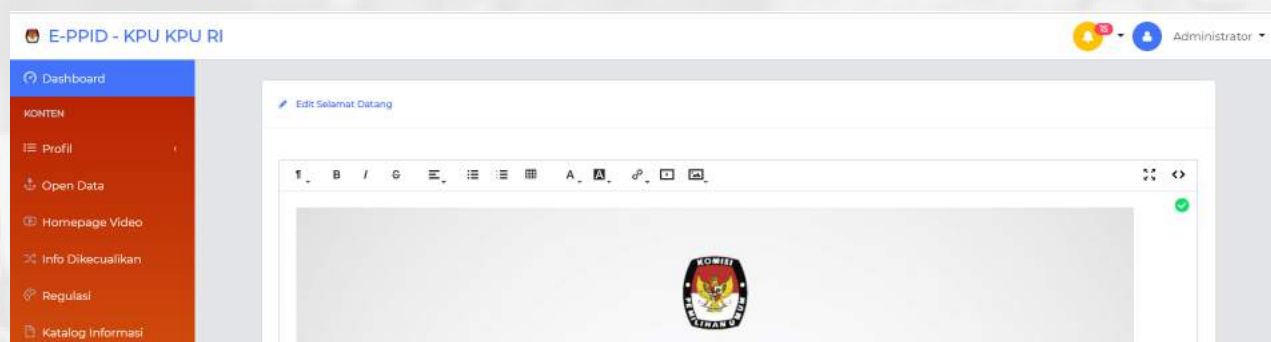 E-PPID - KPU KPU RI
15
Administrator
Dashboard
Edit Selamat Datang
KONTEN
Profil
Open Data
Homepage Video
Info Dikecualikan
Regulasi
Katalog Informasi
KOMISI
PEMILIHAN UMUM